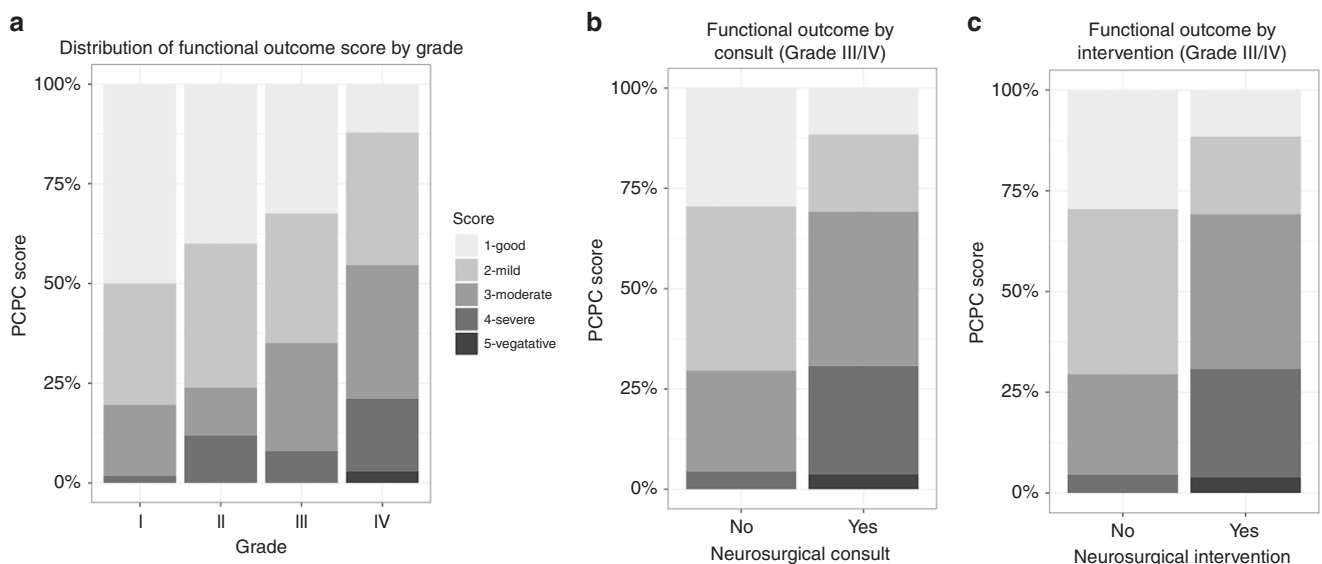 a
Distribution of functional outcome score by grade
100%
75%
50%
25%
0%
PCPC score
I
II
III
IV
Grade
Score
1-good
2-mild
3-moderate
4-severe
5-vegatative
b
Functional outcome by
consult (Grade III/IV)
100%
75%
50%
25%
0%
PCPC score
No
Yes
Neurosurgical consult
c
Functional outcome by
intervention (Grade III/IV)
100%
75%
50%
25%
0%
PCPC score
No
Yes
Neurosurgical intervention